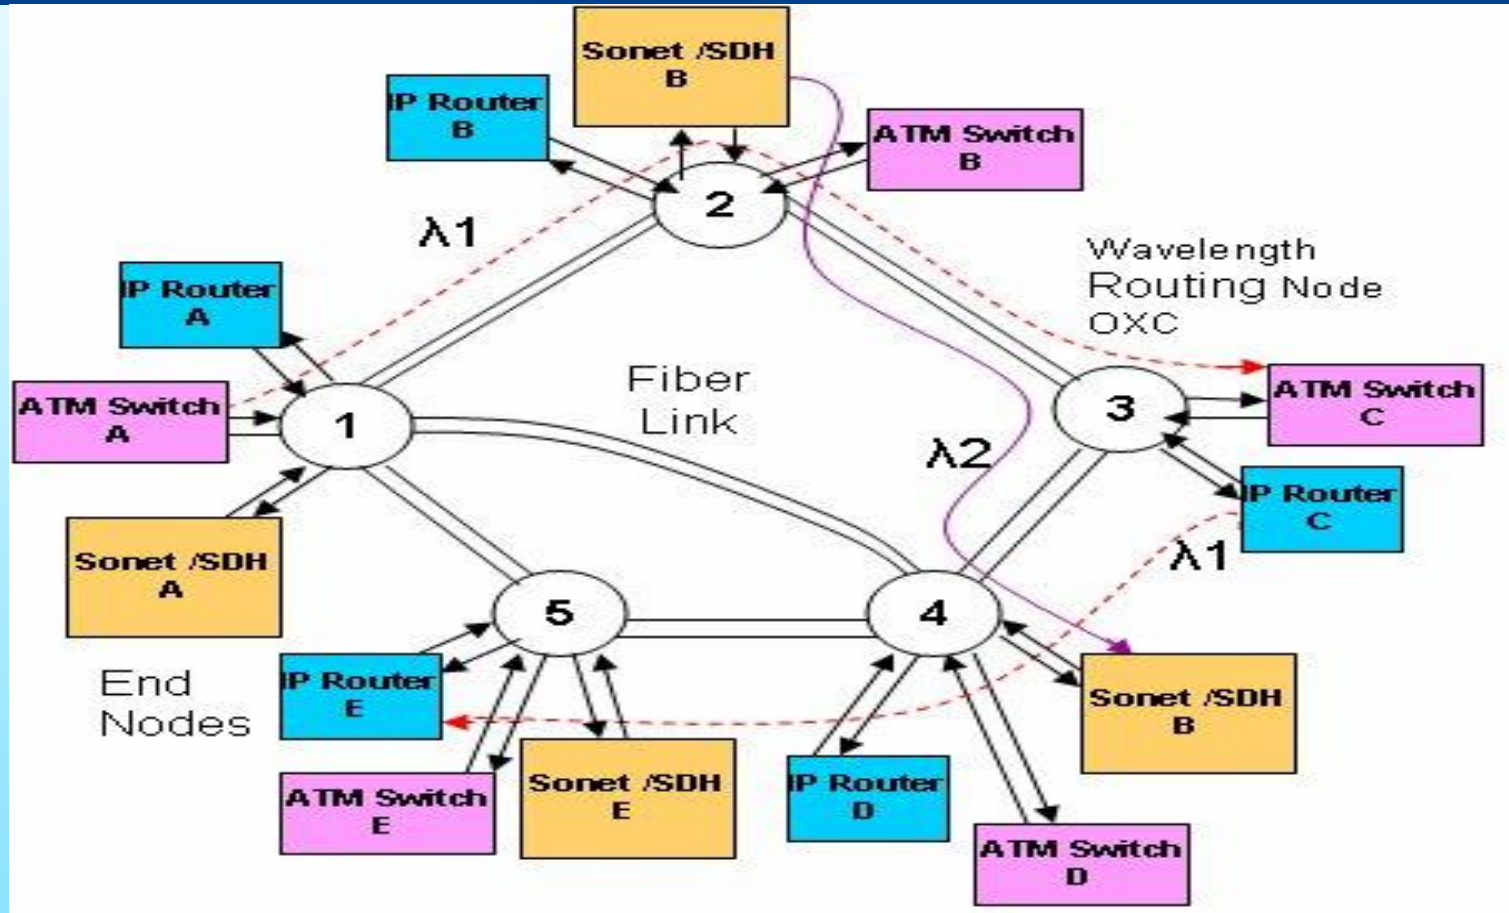 Sonet /SDH
B
IP Router
B
ATM Switch
B
2
λ1
Wavelength
Routing Node
OXC
IP Router
A
Fiber
Link
ATM Switch
A
1
3
ATM Switch
C
λ2
IP Router
C
Sonet /SDH
A
λ1
5
4
End
Nodes
IP Router
E
Sonet /SDH
B
ATM Switch
E
Sonet /SDH
E
IP Router
D
ATM Switch
D